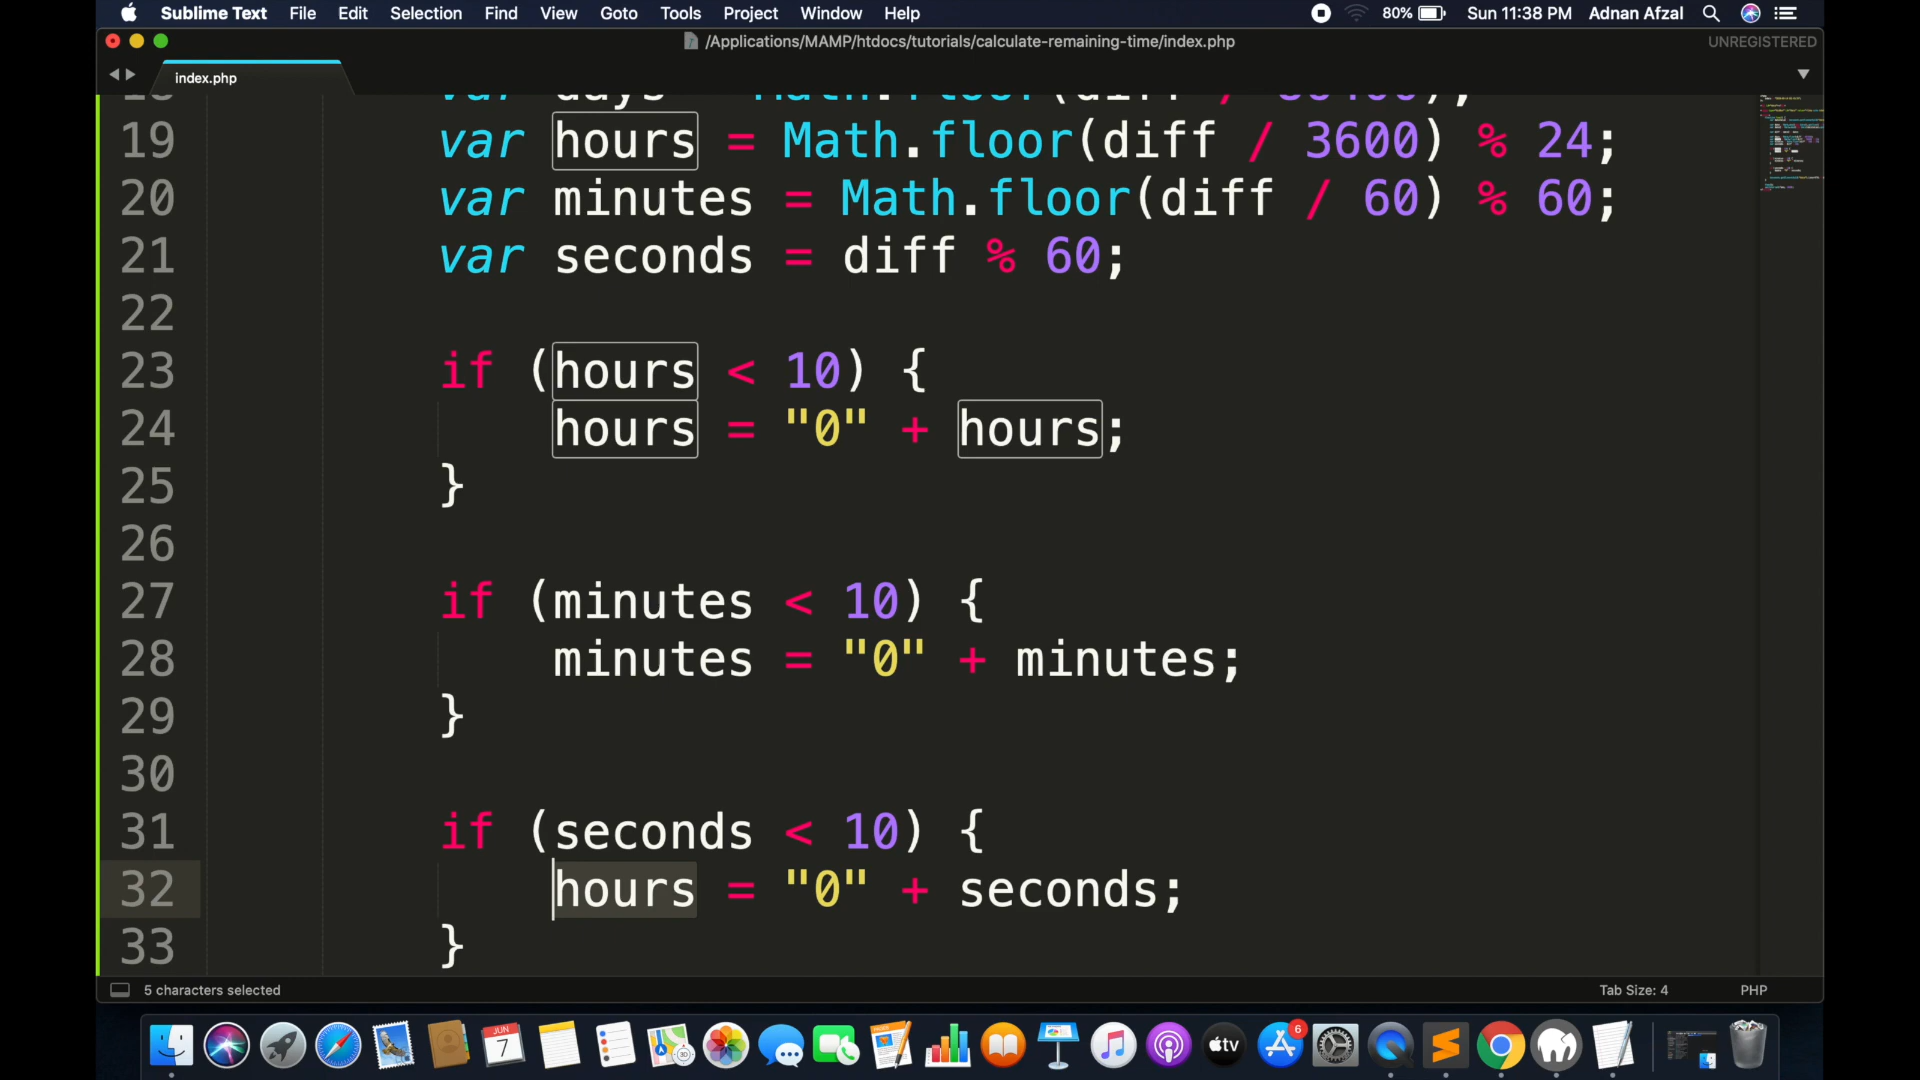 Sublime Text File Edit Selection Find View Goto Tools Project Window Help 80% Sun 11:38 PM Adnan Afzal
/Applications/MAMP/htdocs/tutorials/calculate-remaining-time/index.php UNREGISTERED
index.php
19 var hours = Math.floor(diff / 3600) % 24;
20 var minutes = Math.floor(diff / 60) % 60;
21 var seconds = diff % 60;
22
23 if (hours < 10) {
24 hours = "0" + hours;
25 }
26
27 if (minutes < 10) {
28 minutes = "0" + minutes;
29 }
30
31 if (seconds < 10) {
32 hours = "0" + seconds;
33 }
5 characters selected Tab Size: 4 PHP
JUN
7
tv
6